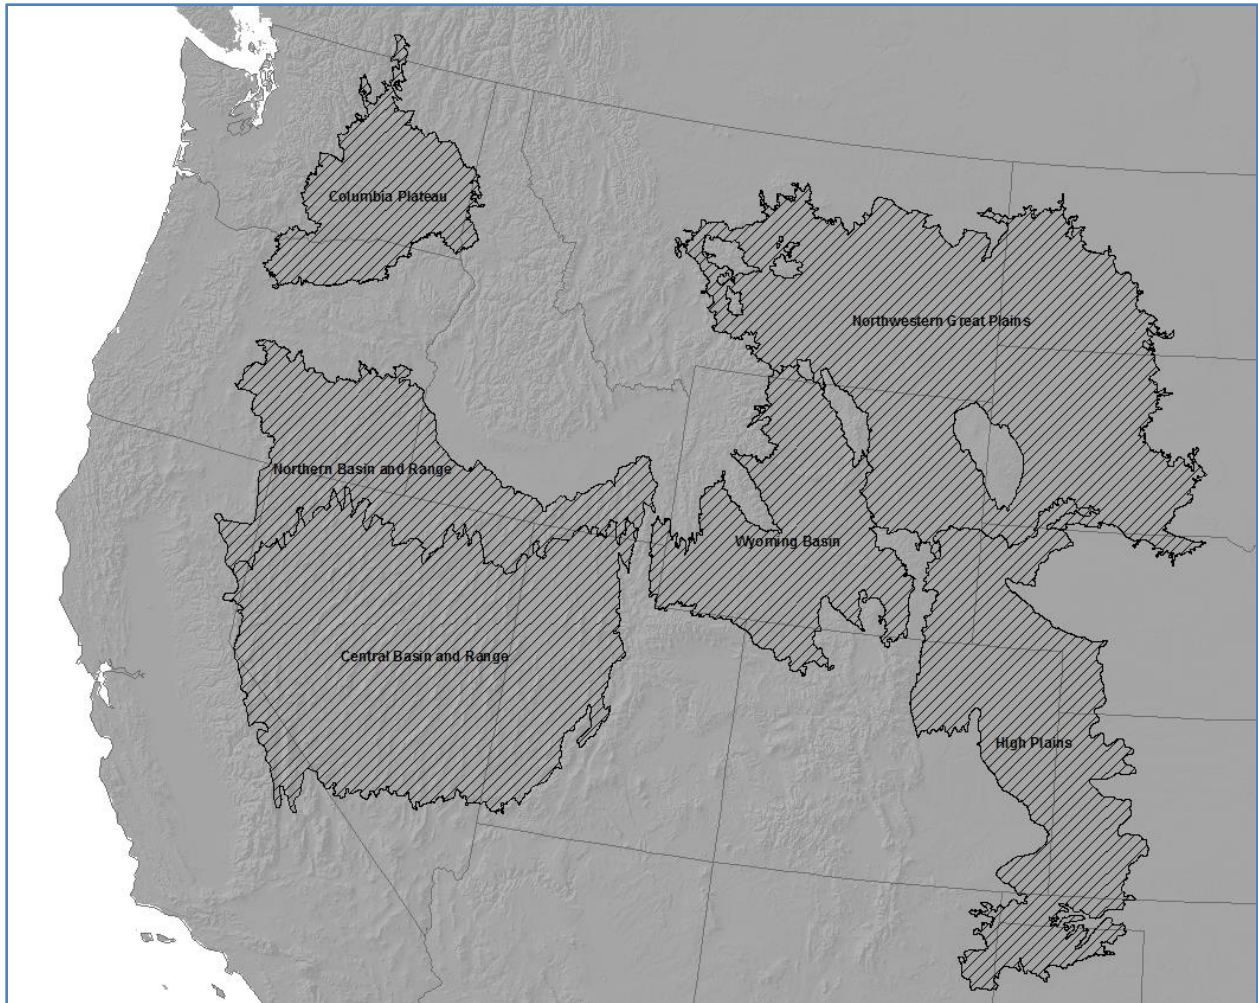 Columbia Plateau
Northwestern Great Plains
Northern Basin and Range
Wyoming Basin
Central Basin and Range
High Plains